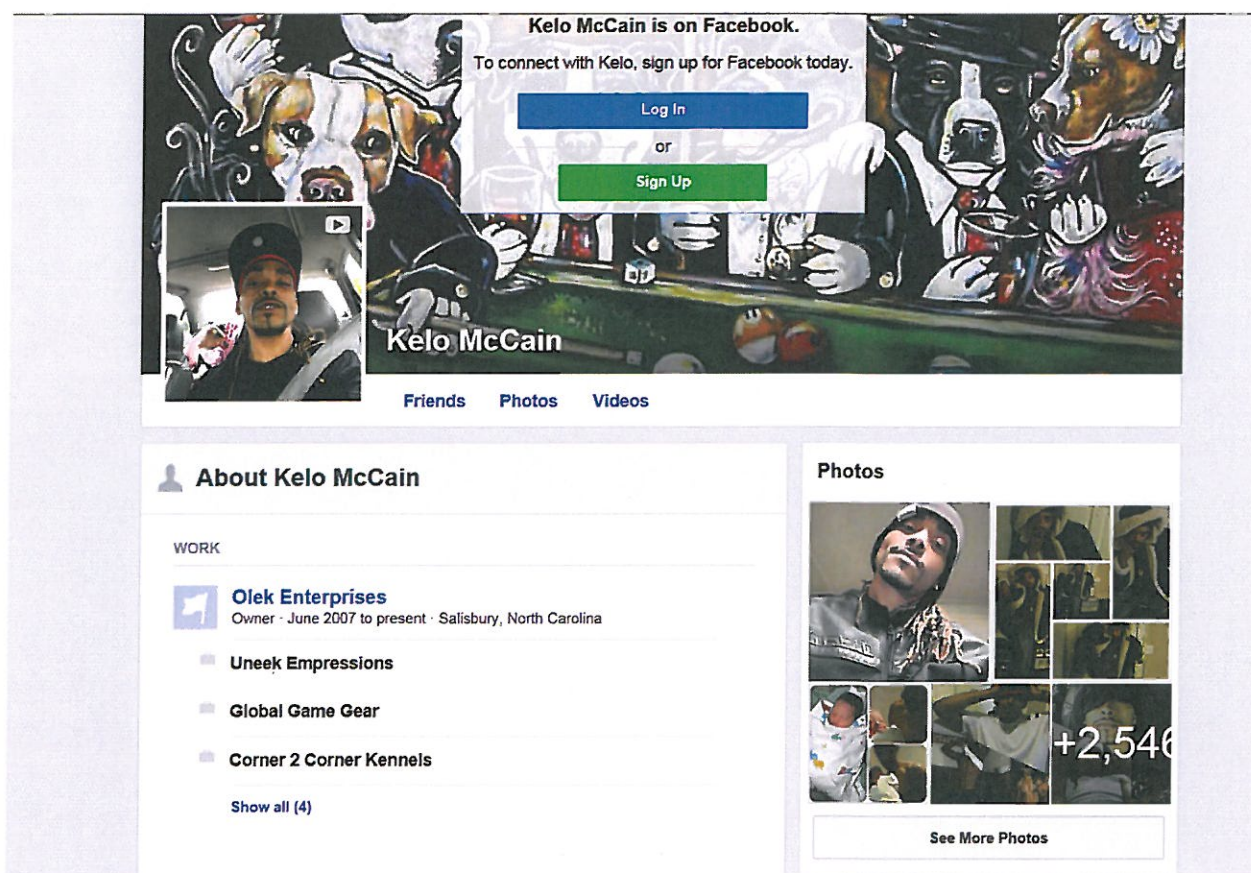 Kelo McCain is on Facebook.
To connect with Kelo, sign up for Facebook today.
Log In
or
Sign Up
Kelo McCain
Friends Photos Videos
About Kelo McCain
WORK
Olek Enterprises
Owner · June 2007 to present · Salisbury, North Carolina
Uneek Empressions
Global Game Gear
Corner 2 Corner Kennels
Show all (4)
Photos
+2,546
See More Photos